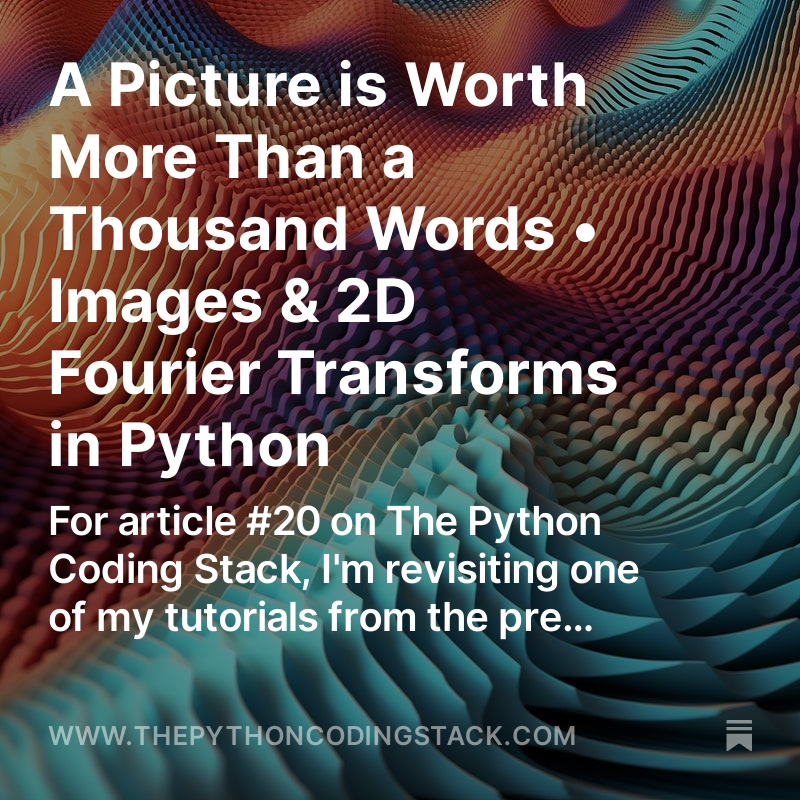 A Picture is Worth
More Than a
Thousand Words •
Images & 2D
Fourier Transforms
in Python
For article #20 on The Python
Coding Stack, I'm revisiting one
of my tutorials from the pre...
WWW.THEPYTHONCODINGSTACK.COM